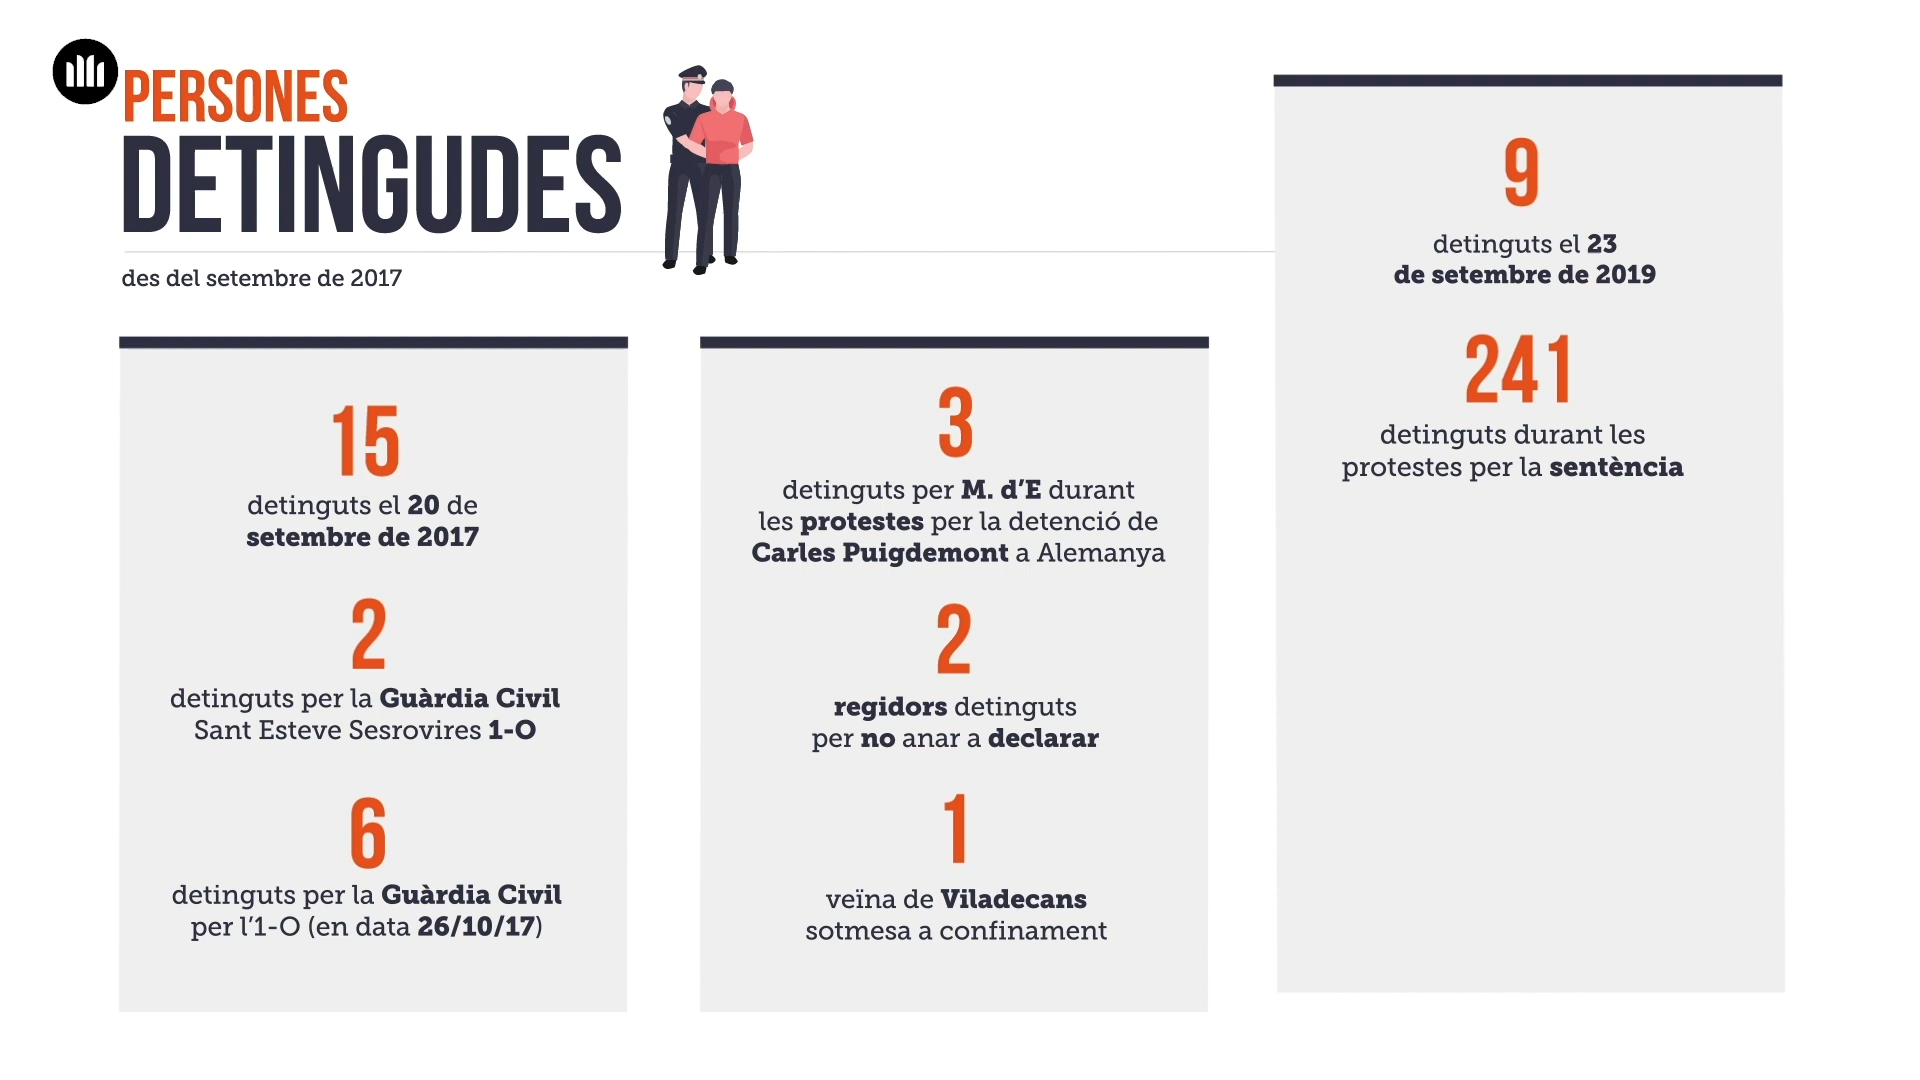 PERSONES
DETINGUDES
des del setembre de 2017
15
detinguts el 20 de
setembre de 2017
2
detinguts per la Guàrdia Civil
Sant Esteve Sesrovires 1-O
6
detinguts per la Guàrdia Civil
per l’1-O (en data 26/10/17)
3
detinguts per M. d’E durant
les protestes per la detenció de
Carles Puigdemont a Alemanya
2
regidors detinguts
per no anar a declarar
1
veïna de Viladecans
sotmesa a confinament
9
detinguts el 23
de setembre de 2019
241
detinguts durant les
protestes per la sentència